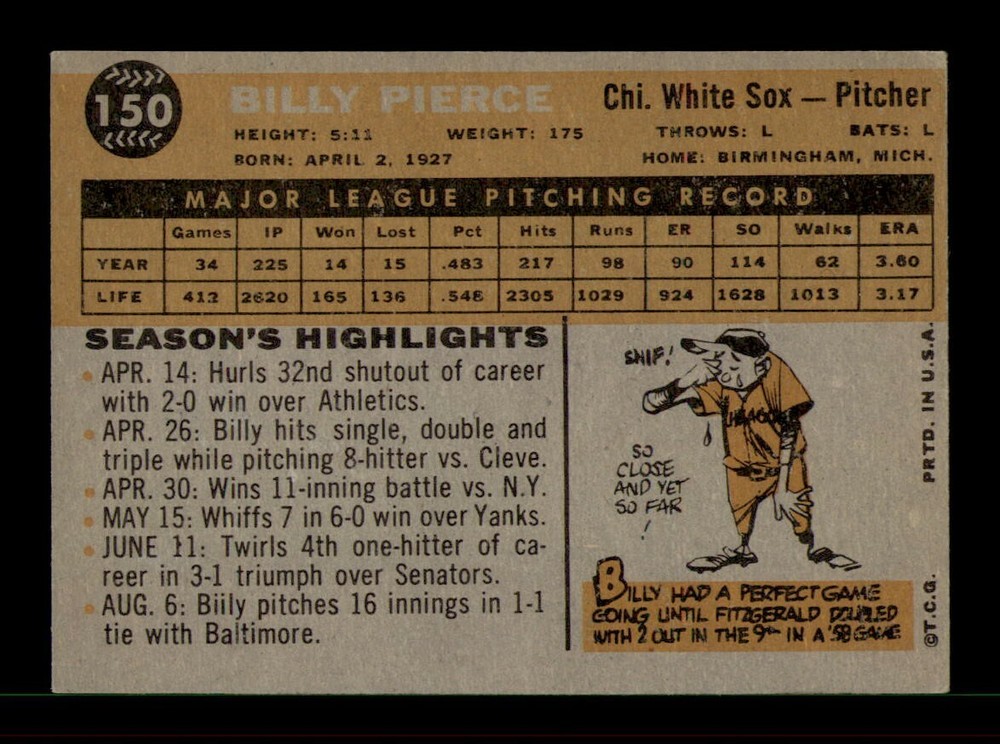 150
BILLY PIERCE
Chi. White Sox — Pitcher
HEIGHT: 5:11 WEIGHT: 175 THROWS: L BATS: L
BORN: APRIL 2, 1927 HOME: BIRMINGHAM, MICH.
MAJOR LEAGUE PITCHING RECORD
Games IP Won Lost Pct Hits Runs ER SO Walks ERA
YEAR 34 225 14 15 .483 217 98 90 114 62 3.60
LIFE 412 2620 165 136 .548 2305 1029 924 1628 1013 3.17
SEASON'S HIGHLIGHTS
• APR. 14: Hurls 32nd shutout of career
with 2-0 win over Athletics.
• APR. 26: Billy hits single, double and
triple while pitching 8-hitter vs. Cleve.
• APR. 30: Wins 11-inning battle vs. N.Y.
• MAY 15: Whiffs 7 in 6-0 win over Yanks.
• JUNE 11: Twirls 4th one-hitter of ca-
reer in 3-1 triumph over Senators.
• AUG. 6: Billy pitches 16 innings in 1-1
tie with Baltimore.
SNIF!
CHICAGO
SO
CLOSE
AND YET
SO FAR
!
BILLY HAD A PERFECT GAME
GOING UNTIL FITZGERALD DOUBLED
WITH 2 OUT IN THE 9TH IN A '58 GAME
PRTD. IN U.S.A.
©T.C.G.